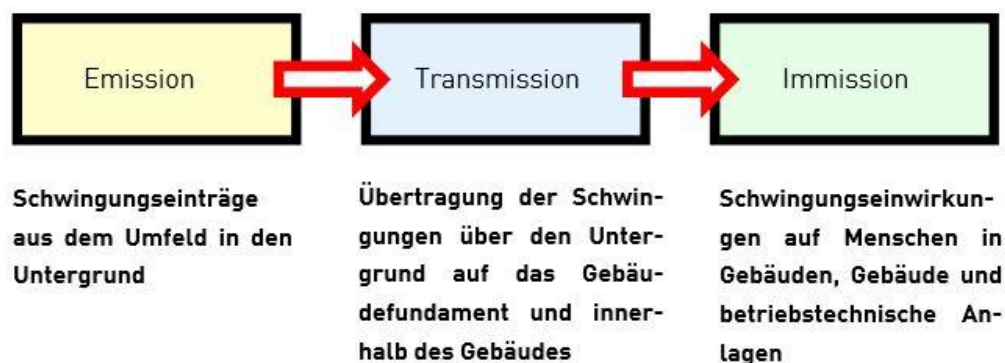 Emission
Transmission
Immission
Schwingungseinträge
aus dem Umfeld in den
Untergrund
Übertragung der Schwin-
gungen über den Unter-
grund auf das Gebäu-
defundament und inner-
halb des Gebäudes
Schwingungseinwirkun-
gen auf Menschen in
Gebäuden, Gebäude und
betriebstechnische An-
lagen